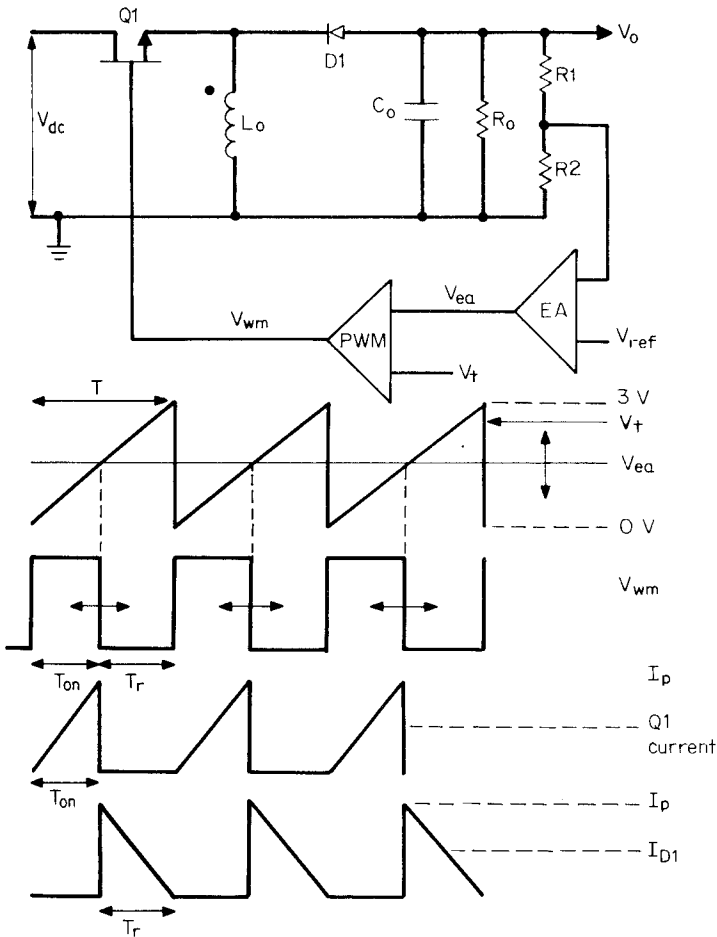 Q1
D1
Vo
R1
Vdc
Lo
Co
Ro
R2
Vea
EA
Vwm
PWM
Vref
Vt
T
3 V
Vt
Vea
0 V
Vwm
Ton
Tr
Ip
Q1
current
Ton
Ip
ID1
Tr